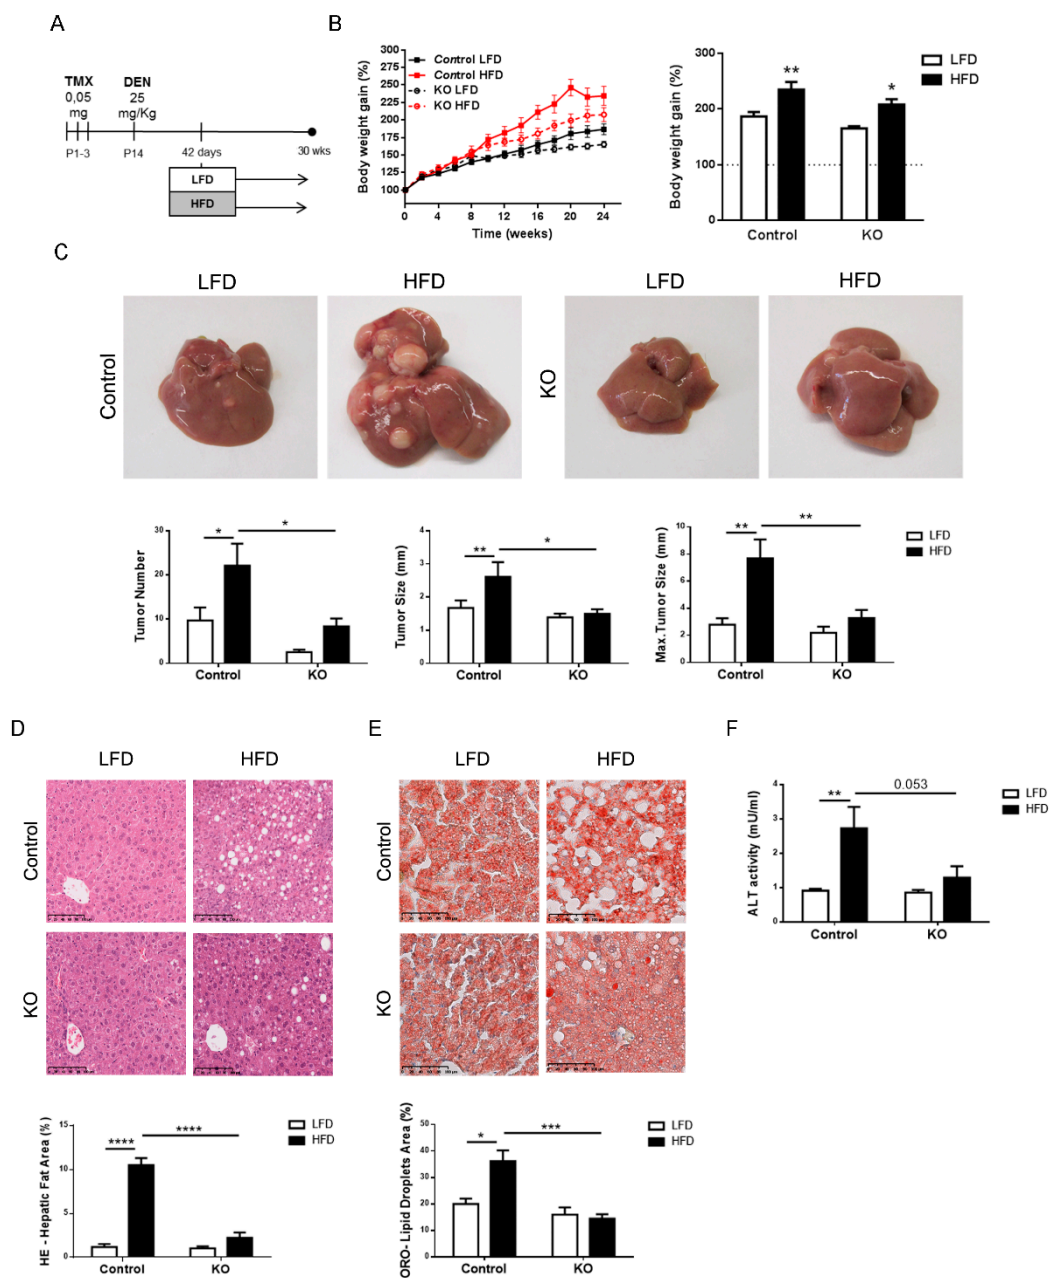 A
TMX
0,05
mg
DEN
25
mg/Kg
P1-3
P14
42 days
30 wks
LFD
HFD
B
Body weight gain (%)
300
275
250
225
200
175
150
125
100
Control LFD
Control HFD
KO LFD
KO HFD
0 4 8 12 16 20 24
Time (weeks)
Body weight gain (%)
300
200
100
0
**
*
LFD
HFD
Control KO
C
LFD HFD LFD HFD
Control
KO
Tumor Number
30
20
10
0
* *
Control KO
Tumor Size (mm)
4
3
2
1
0
** *
Control KO
Max.Tumor Size (mm)
10
8
6
4
2
0
** **
Control KO
LFD
HFD
D
LFD HFD
Control
KO
HE - Hepatic Fat Area (%)
15
10
5
0
**** ****
Control KO
LFD
HFD
E
LFD HFD
Control
KO
ORO- Lipid Droplets Area (%)
50
40
30
20
10
0
* ***
Control KO
LFD
HFD
F
ALT activity (mU/ml)
4
3
2
1
0
** 0.053
Control KO
LFD
HFD